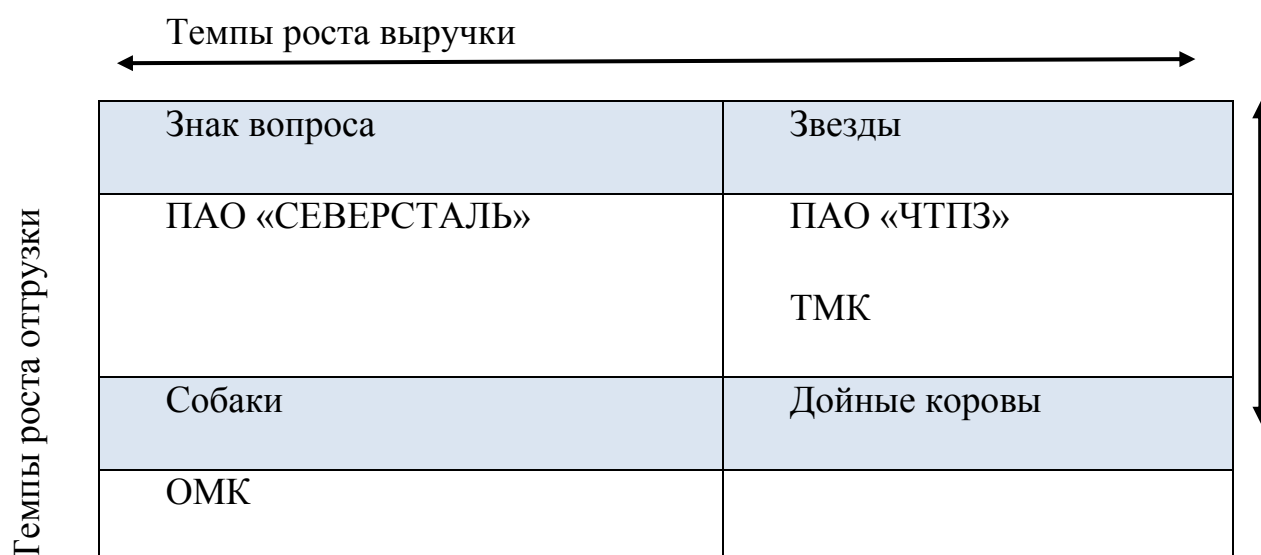 Темпы роста выручки
Знак вопроса
Звезды
ПАО «СЕВЕРСТАЛЬ»
ПАО «ЧТПЗ»
ТМК
Темпы роста отгрузки
Собаки
Дойные коровы
ОМК